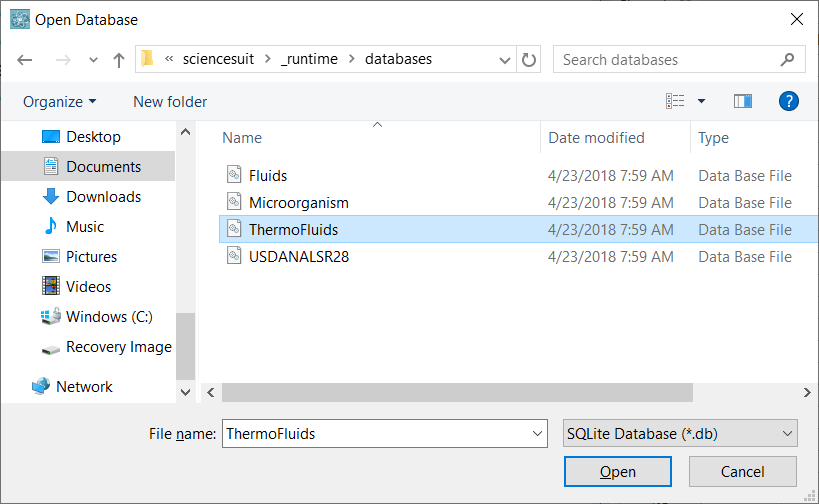 Open Database
« sciencesuit › _runtime › databases
Search databases
Organize
New folder
?
Desktop
Documents
Downloads
Music
Pictures
Videos
Windows (C:)
Recovery Image
Network
Name Date modified Type
Fluids 4/23/2018 7:59 AM Data Base File
Microorganism 4/23/2018 7:59 AM Data Base File
ThermoFluids 4/23/2018 7:59 AM Data Base File
USDANALSR28 4/23/2018 7:59 AM Data Base File
File name: ThermoFluids
SQLite Database (*.db)
Open
Cancel